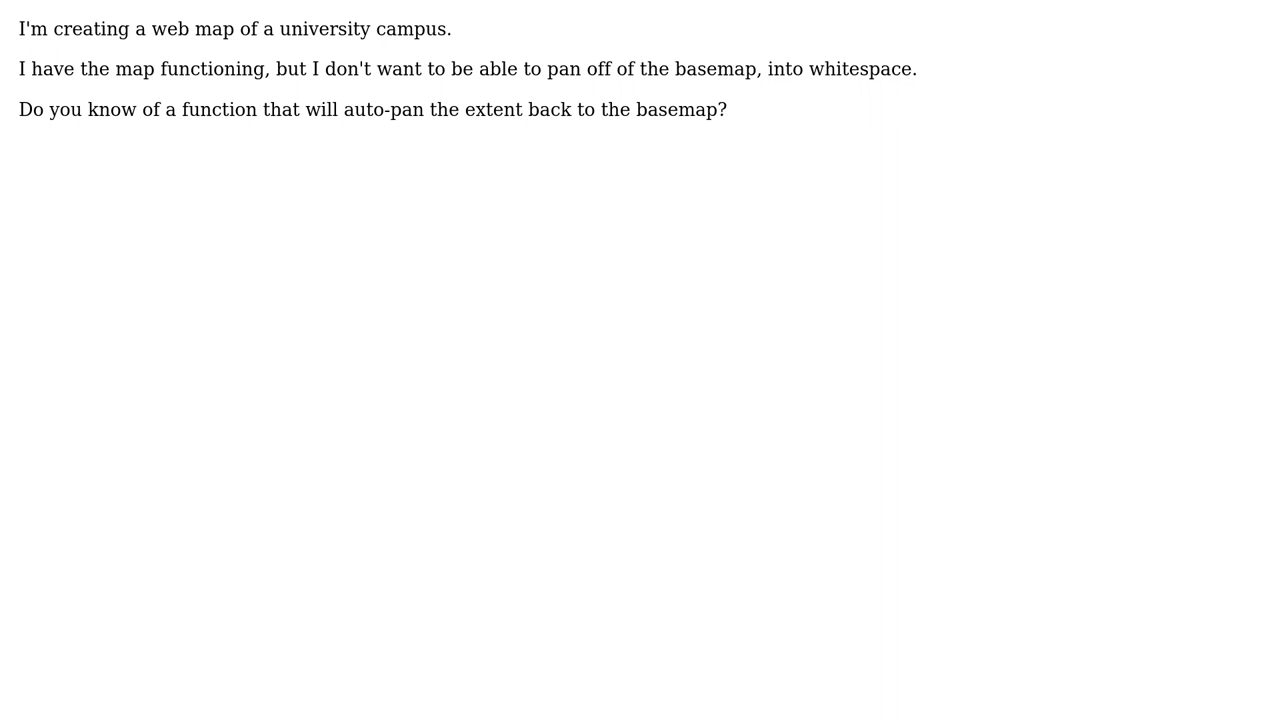 I'm creating a web map of a university campus.
I have the map functioning, but I don't want to be able to pan off of the basemap, into whitespace.
Do you know of a function that will auto-pan the extent back to the basemap?